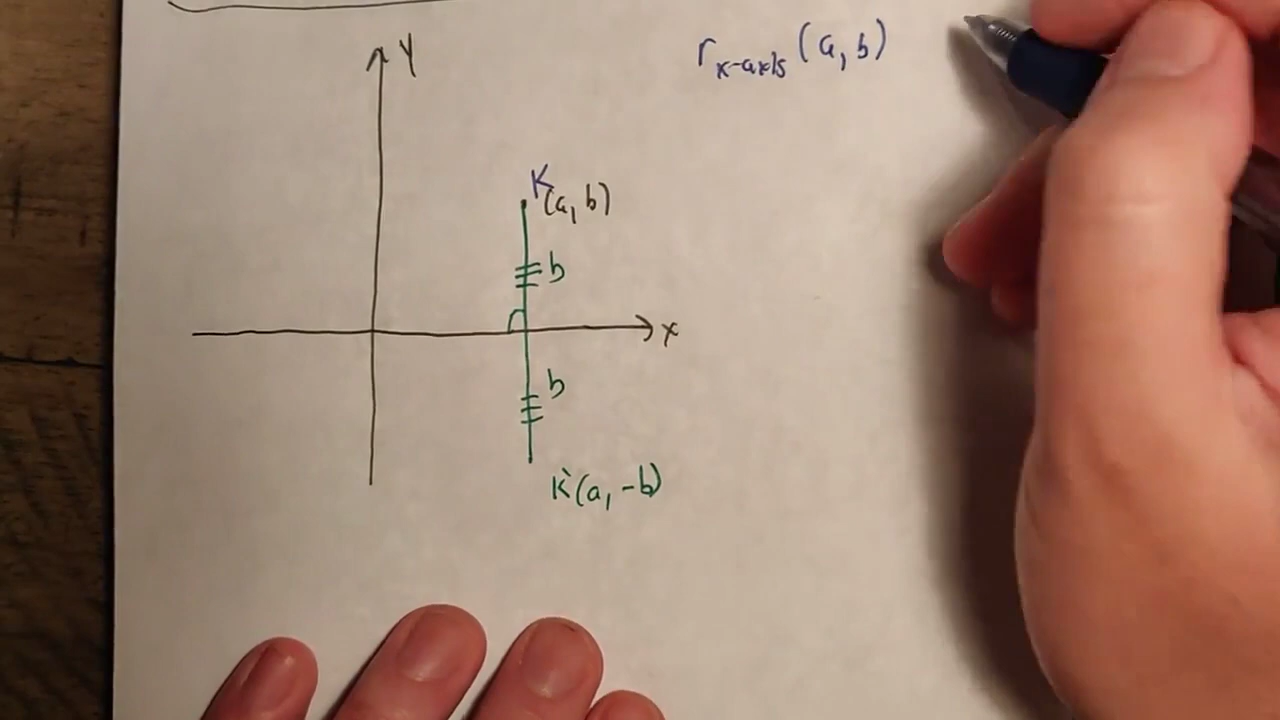 r x-axis (a, b)
Y
K
(a, b)
b
x
b
K`(a, -b)